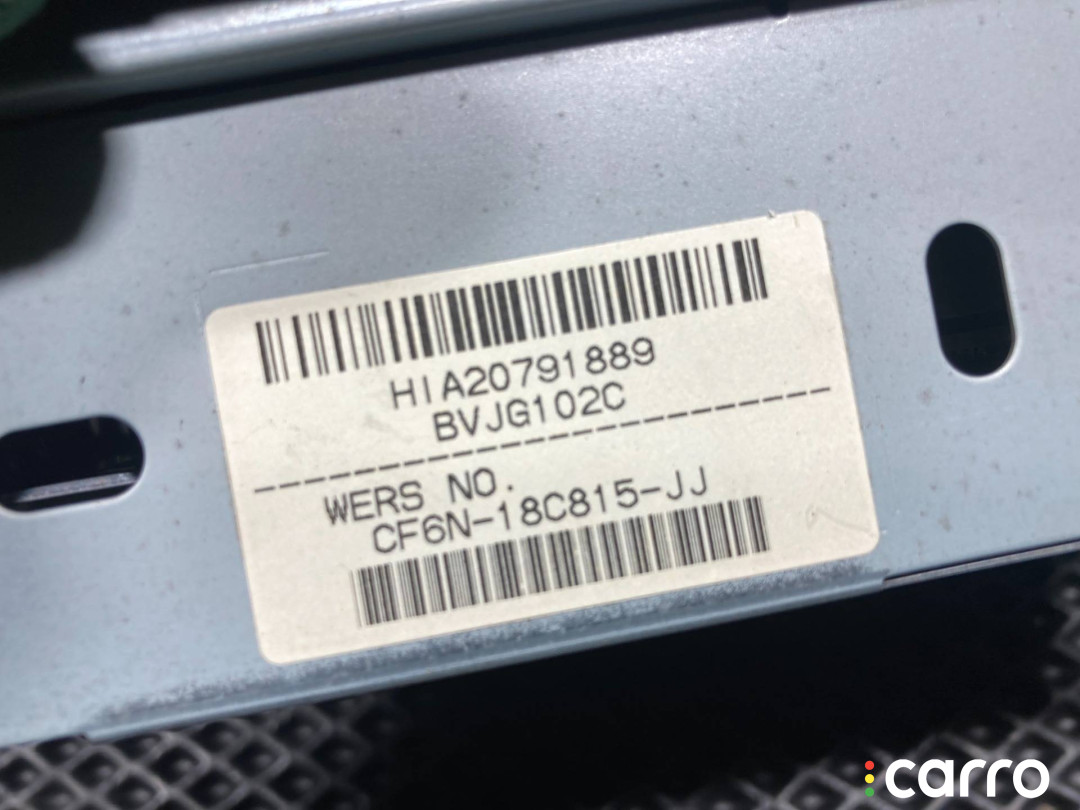 HIA20791889
BVJG102C
WERS NO.
CF6N-18C815-JJ
carro